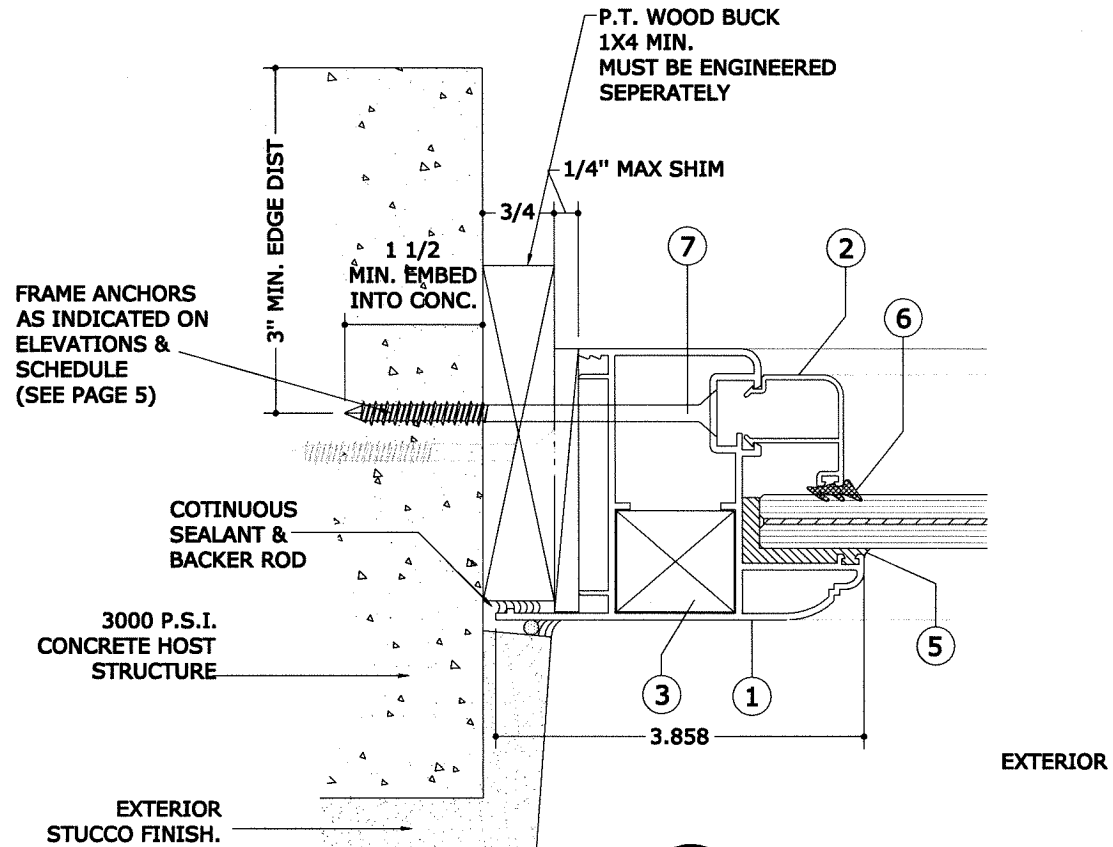 P.T. WOOD BUCK
1X4 MIN.
MUST BE ENGINEERED
SEPERATELY
1/4" MAX SHIM
3/4
3" MIN. EDGE DIST
1 1/2
MIN. EMBED
INTO CONC.
7
2
6
FRAME ANCHORS
AS INDICATED ON
ELEVATIONS &
SCHEDULE
(SEE PAGE 5)
COTINUOUS
SEALANT &
BACKER ROD
3000 P.S.I.
CONCRETE HOST
STRUCTURE
5
3
1
3.858
EXTERIOR
EXTERIOR
STUCCO FINISH.